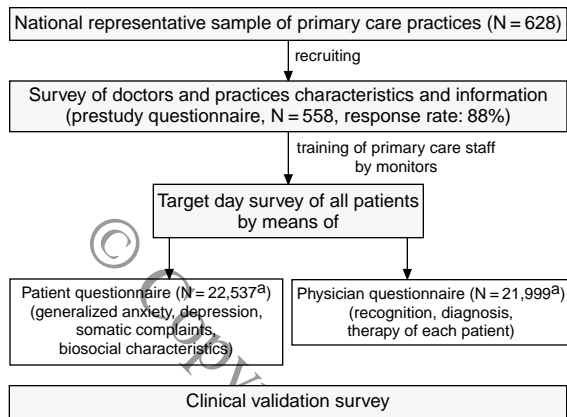 National representative sample of primary care practices (N = 628)
recruiting
Survey of doctors and practices characteristics and information
(prestudy questionnaire, N = 558, response rate: 88%)
training of primary care staff
by monitors
Target day survey of all patients
by means of
Patient questionnaire (N = 22,537a)
(generalized anxiety, depression,
somatic complaints,
biosocial characteristics)
Physician questionnaire (N = 21,999a)
(recognition, diagnosis,
therapy of each patient)
Clinical validation survey